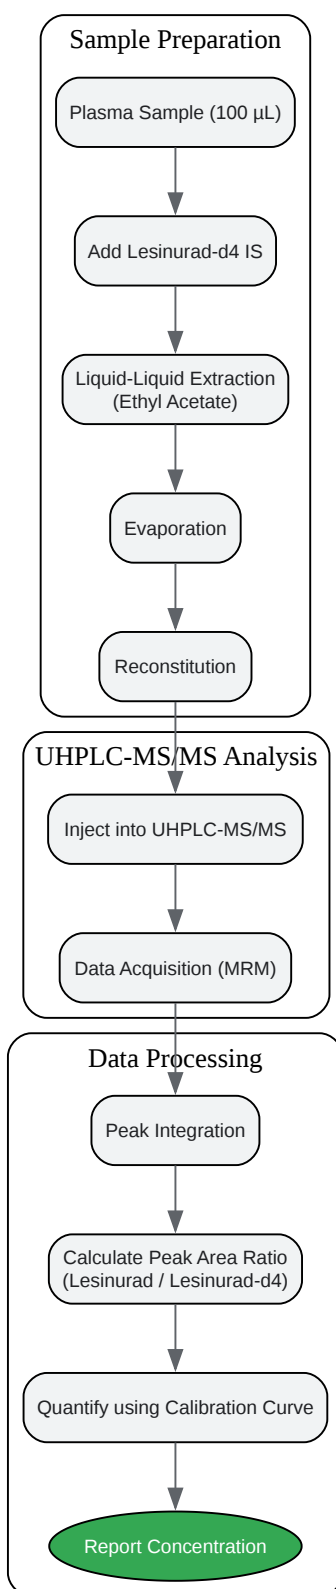 Sample Preparation
Plasma Sample (100 µL)
Add Lesinurad-d4 IS
Liquid-Liquid Extraction
(Ethyl Acetate)
Evaporation
Reconstitution
UHPLC-MS/MS Analysis
Inject into UHPLC-MS/MS
Data Acquisition (MRM)
Data Processing
Peak Integration
Calculate Peak Area Ratio
(Lesinurad / Lesinurad-d4)
Quantify using Calibration Curve
Report Concentration